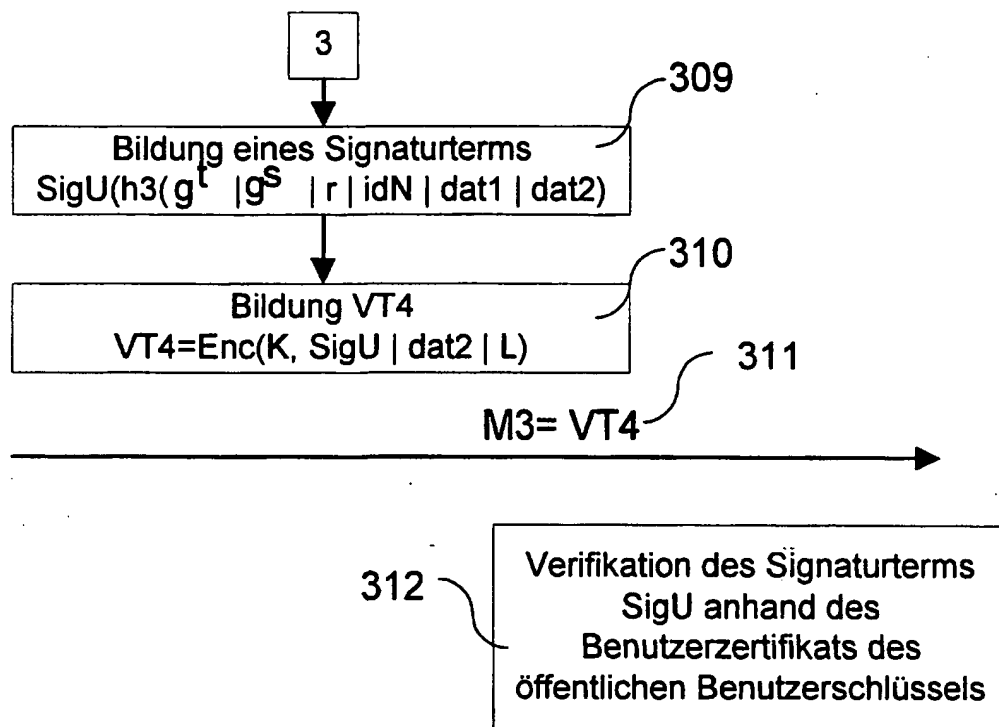 3
309
Bildung eines Signaturterms
SigU(h3( g^t | g^s | r | idN | dat1 | dat2)
310
Bildung VT4
VT4=Enc(K, SigU | dat2 | L)
311
M3= VT4
312
Verifikation des Signaturterms
SigU anhand des
Benutzerzertifikats des
öffentlichen Benutzerschlüssels